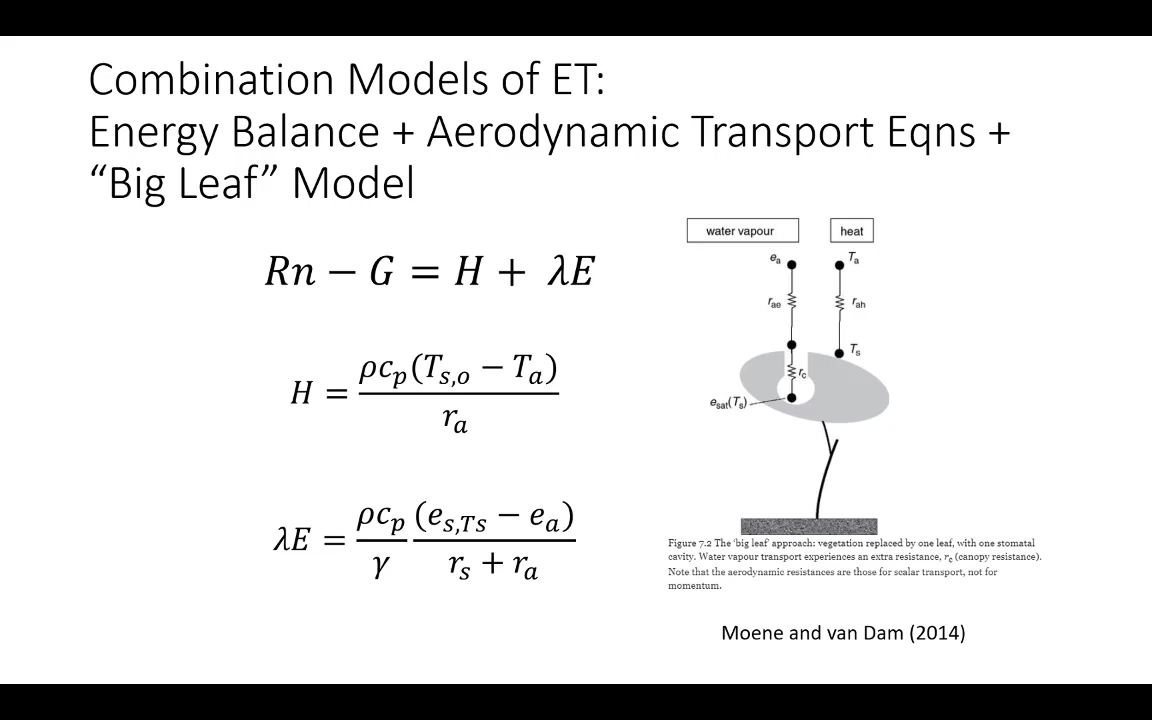 Combination Models of ET:
Energy Balance + Aerodynamic Transport Eqns +
“Big Leaf” Model
Rn − G = H + λE
H = ρc_p(T_{s,o} − T_a) / r_a
λE = ρc_p / γ (e_{s,Ts} − e_a) / r_s + r_a
water vapour
heat
e_a
T_a
r_ae
r_ah
T_s
r_c
e_sat(T_s)
Figure 7.2 The ‘big leaf’ approach: vegetation replaced by one leaf, with one stomatal
cavity. Water vapour transport experiences an extra resistance, r_c (canopy resistance).
Note that the aerodynamic resistances are those for scalar transport, not for
momentum.
Moene and van Dam (2014)